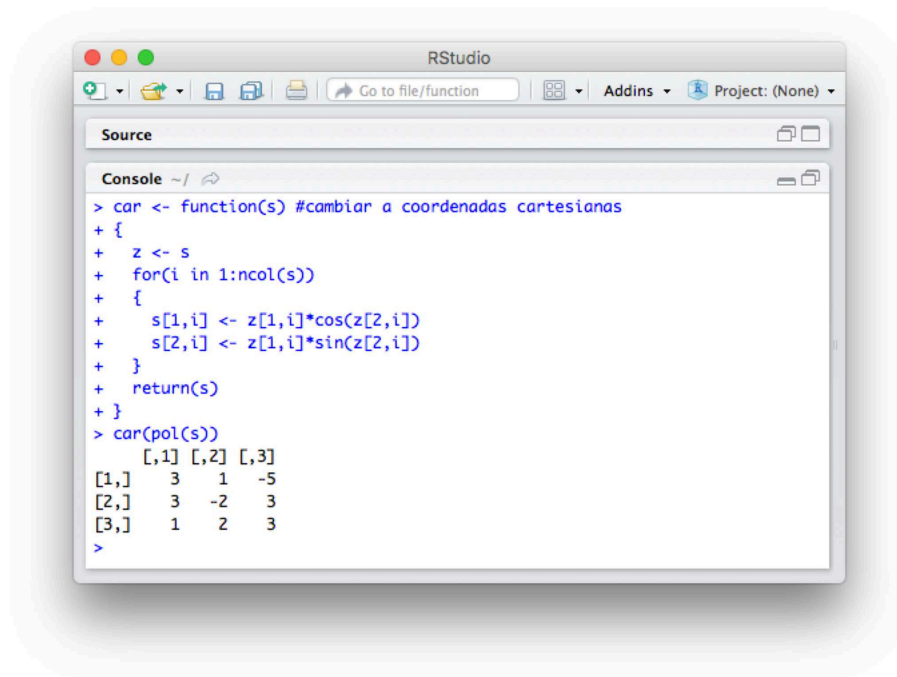 RStudio
Go to file/function
Addins
Project: (None)
Source
Console ~/
> car <- function(s) #cambiar a coordenadas cartesianas
+ {
+   z <- s
+   for(i in 1:ncol(s))
+   {
+     s[1,i] <- z[1,i]*cos(z[2,i])
+     s[2,i] <- z[1,i]*sin(z[2,i])
+   }
+   return(s)
+ }
> car(pol(s))
     [,1] [,2] [,3]
[1,]    3    1   -5
[2,]    3   -2    3
[3,]    1    2    3
>